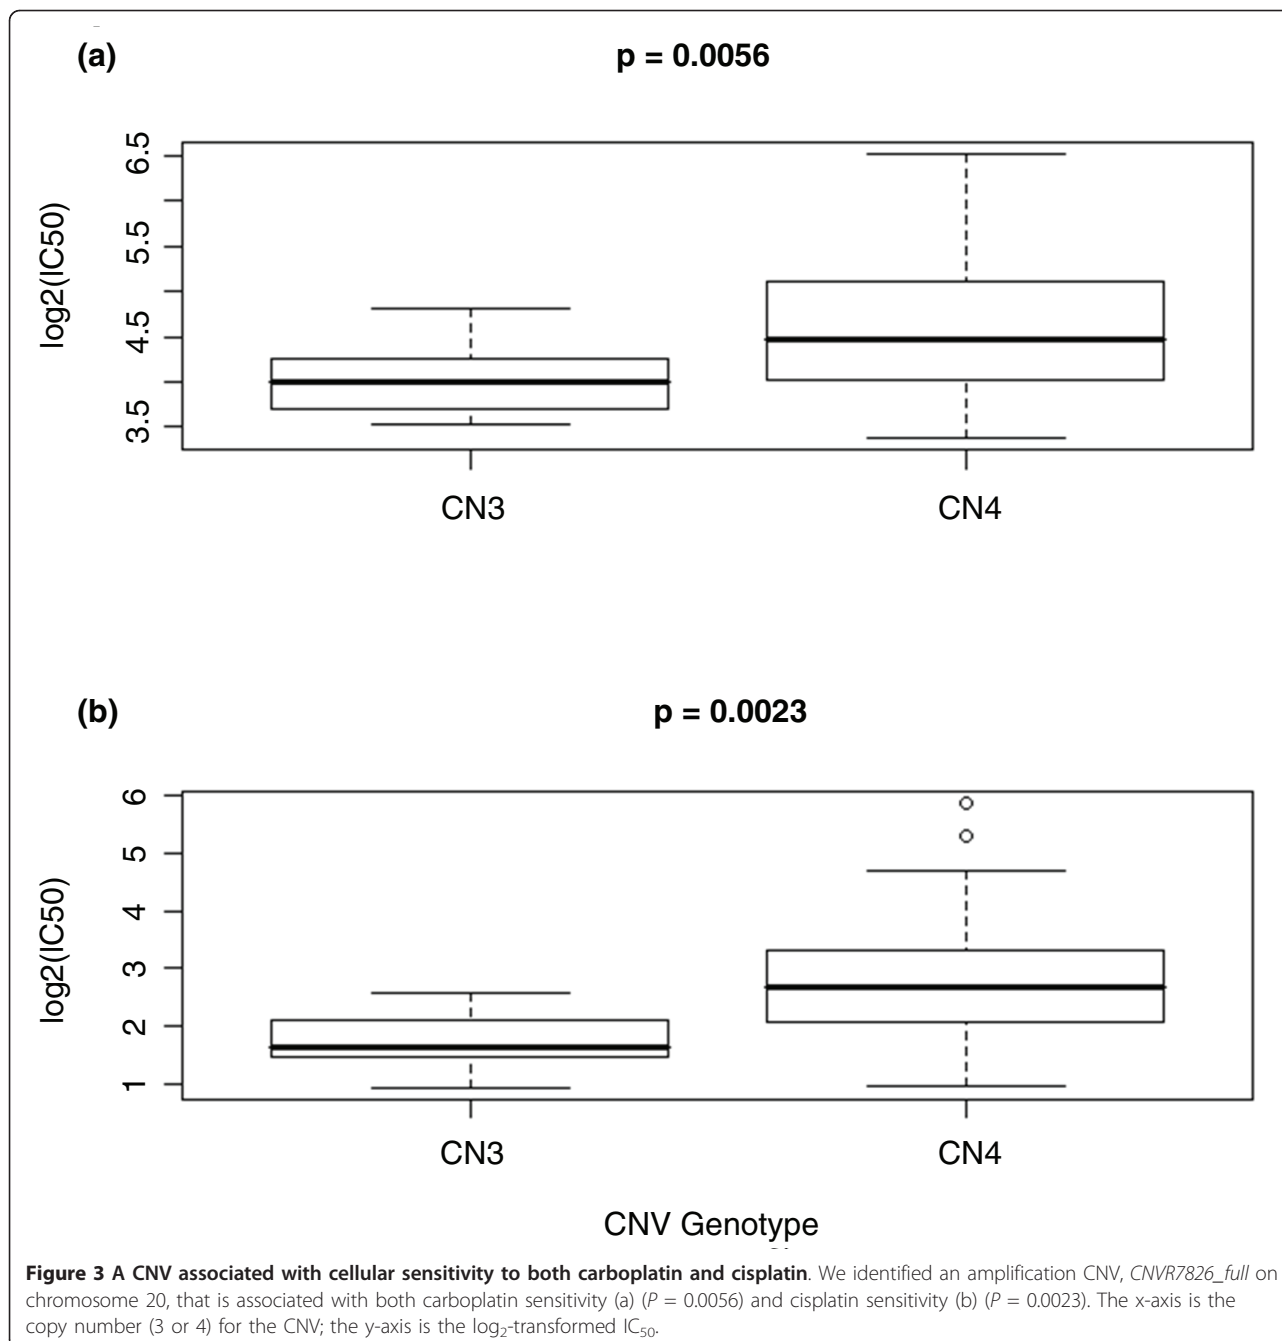 (a)
p = 0.0056
6.5
5.5
4.5
3.5
log2(IC50)
CN3 CN4
(b)
p = 0.0023
6
5
4
3
2
1
log2(IC50)
CN3 CN4
CNV Genotype
Figure 3 A CNV associated with cellular sensitivity to both carboplatin and cisplatin. We identified an amplification CNV, CNVR7826_full on
chromosome 20, that is associated with both carboplatin sensitivity (a) (P = 0.0056) and cisplatin sensitivity (b) (P = 0.0023). The x-axis is the
copy number (3 or 4) for the CNV; the y-axis is the log₂-transformed IC₅₀.